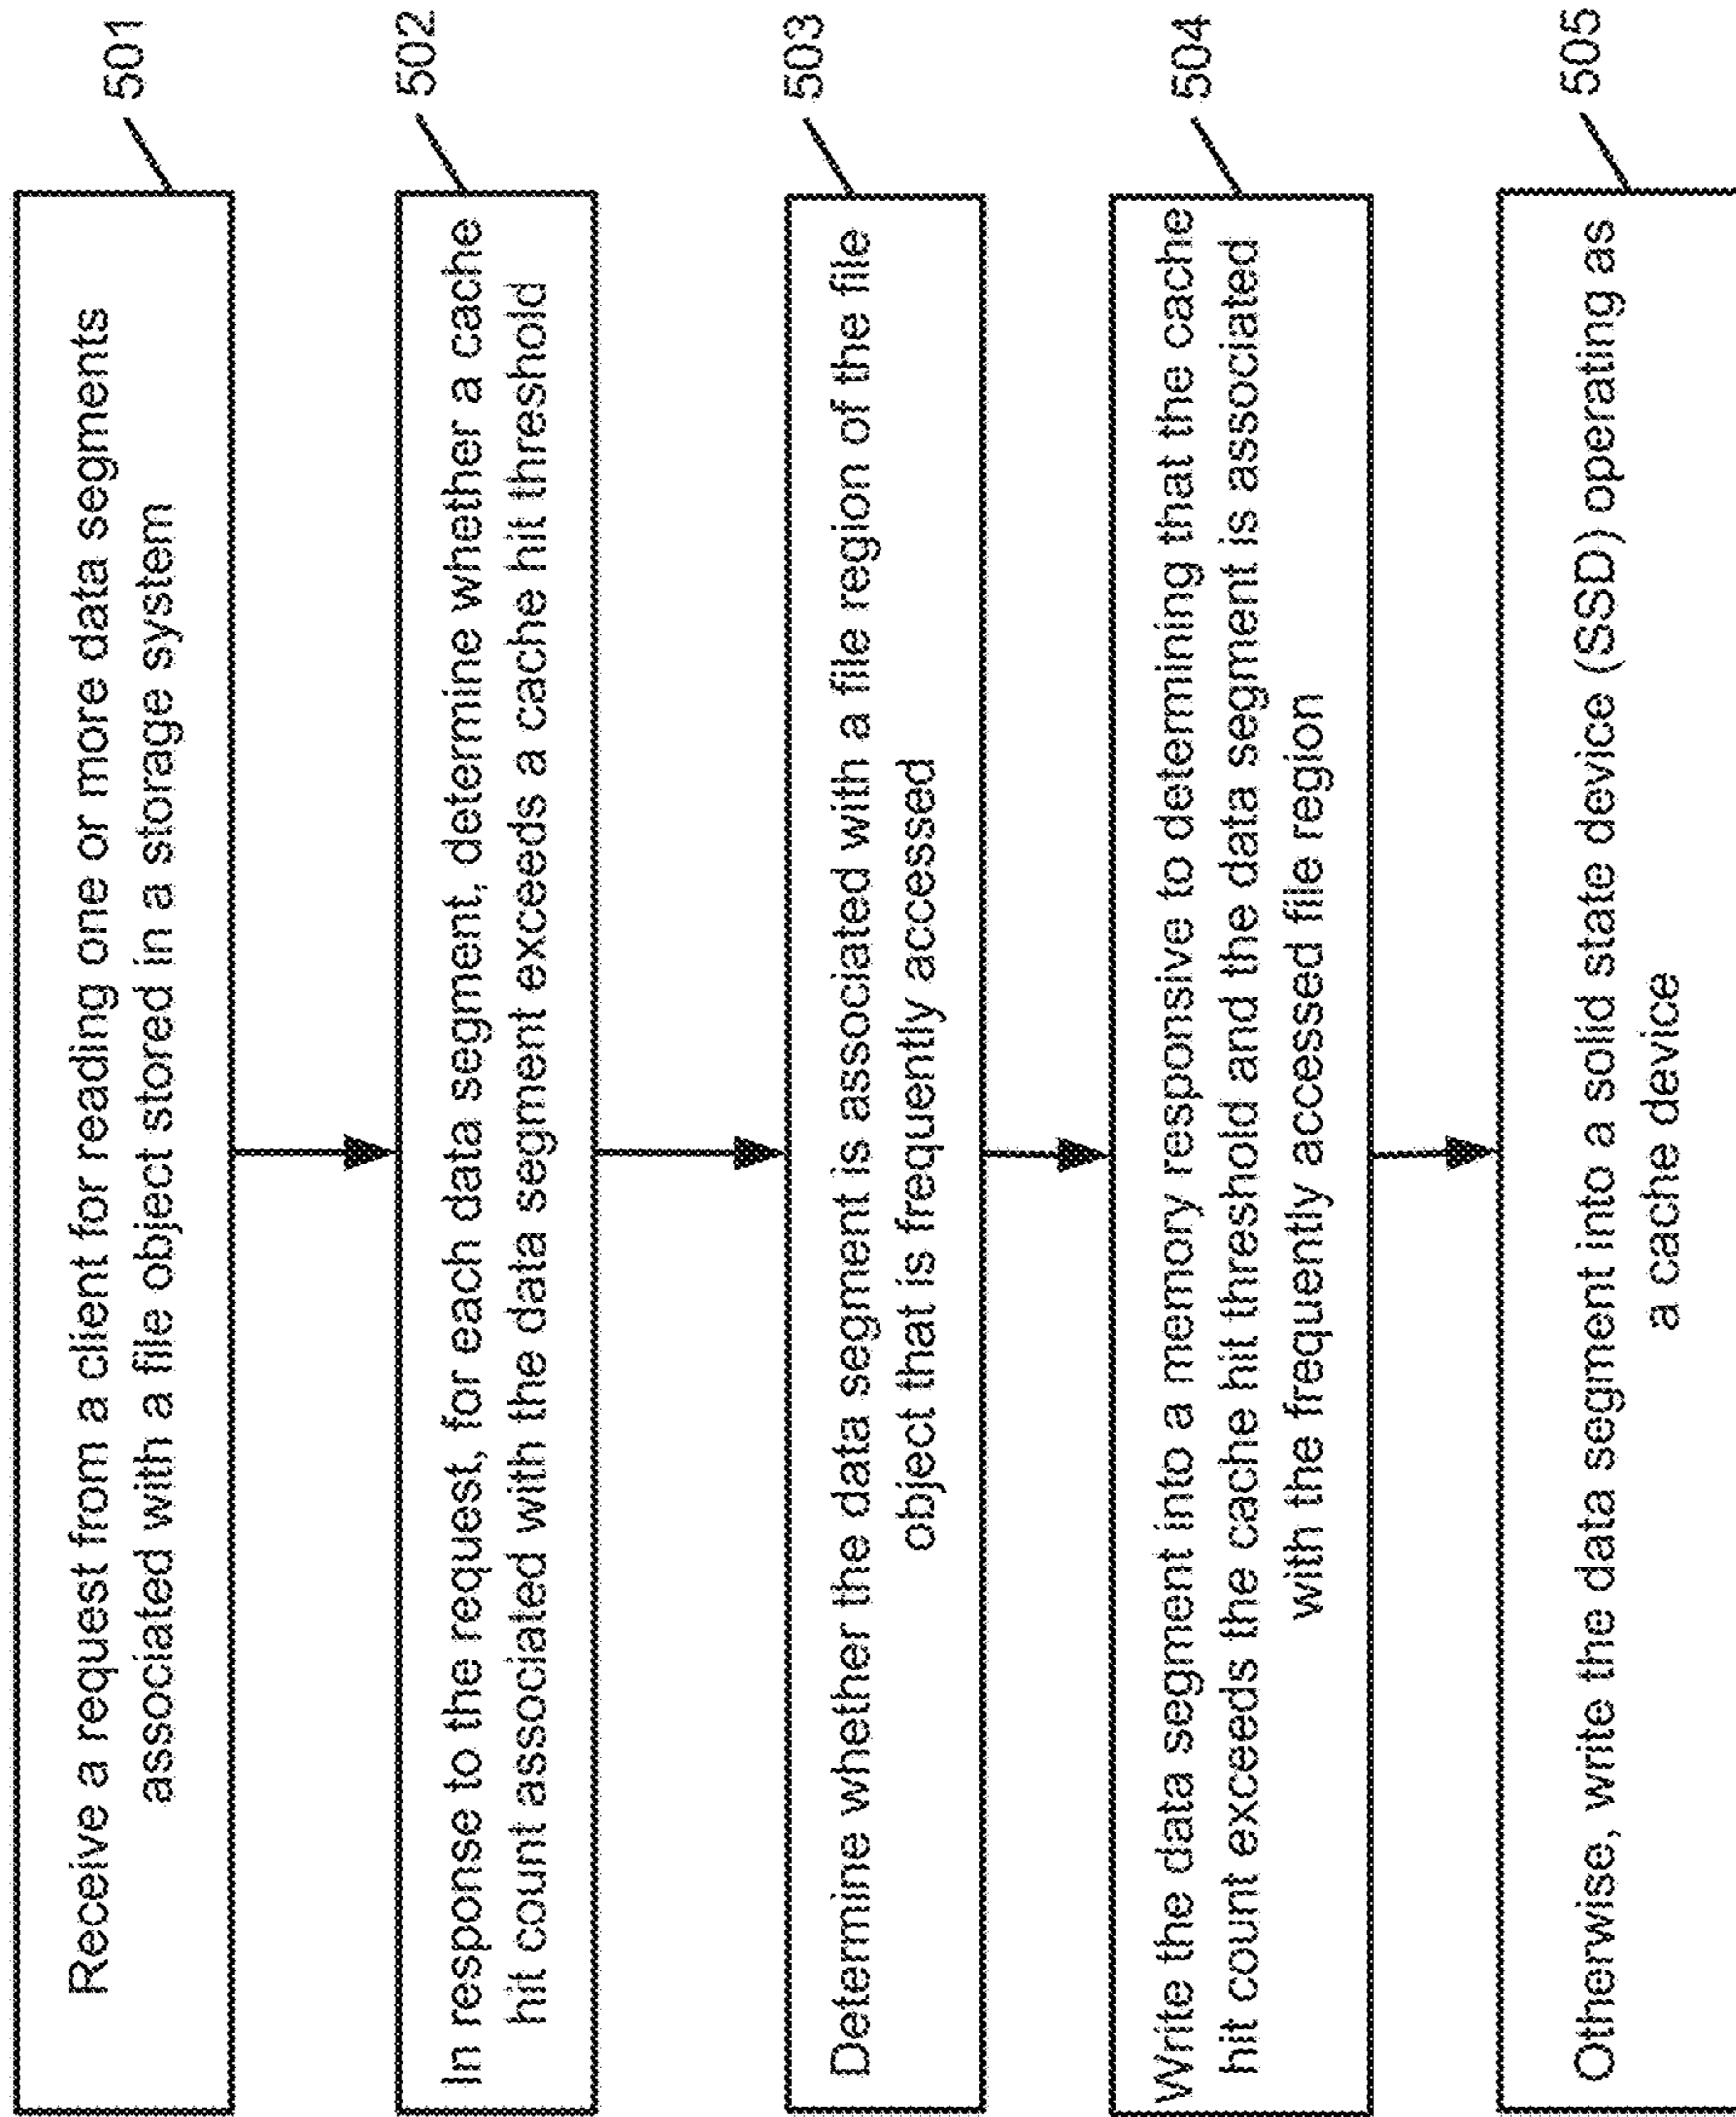 Receive a request from a client for reading one or more data segments
associated with a file object stored in a storage system
501
In response to the request, for each data segment, determine whether a cache
hit count associated with the data segment exceeds a cache hit threshold
502
Determine whether the data segment is associated with a file region of the file
object that is frequently accessed
503
Write the data segment into a memory responsive to determining that the cache
hit count exceeds the cache hit threshold and the data segment is associated
with the frequently accessed file region
504
Otherwise, write the data segment into a solid state device (SSD) operating as
a cache device
505